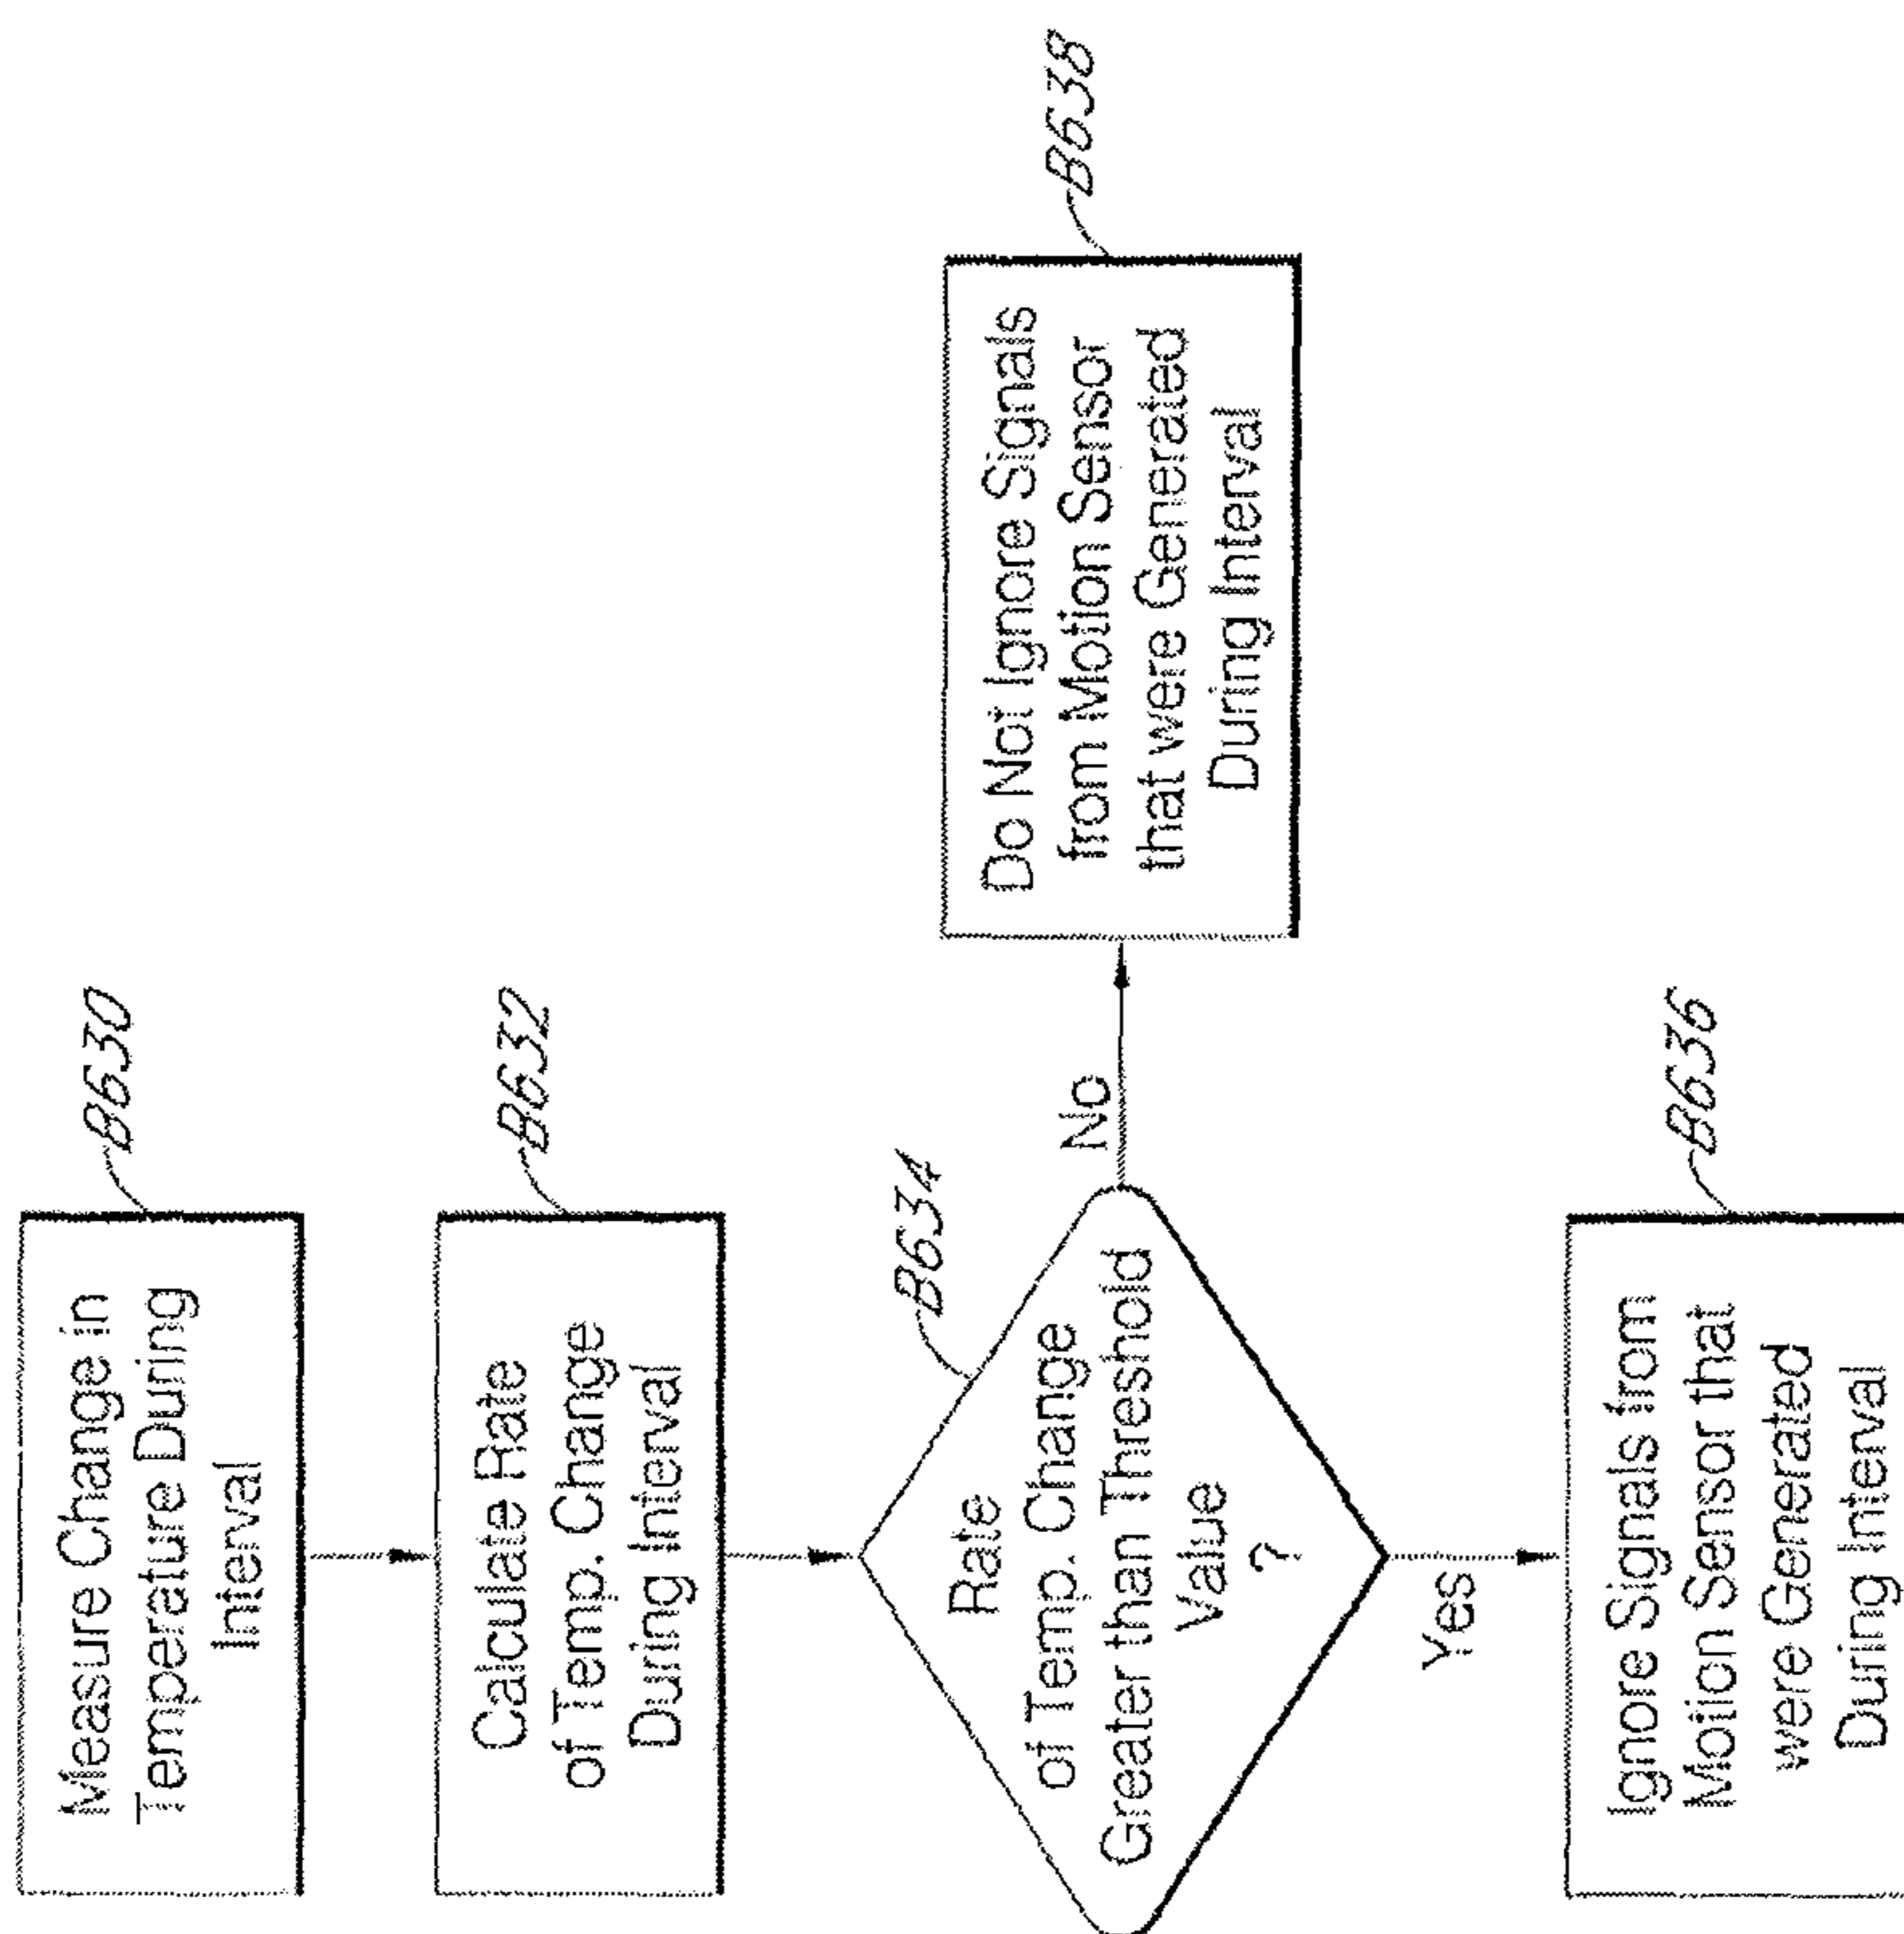 Measure Change in
Temperature During
Interval
B630
Calculate Rate
of Temp. Change
During Interval
B632
Rate
of Temp. Change
Greater than Threshold
Value
?
B634
No
Do Not Ignore Signals
from Motion Sensor
that were Generated
During Interval
B638
Yes
Ignore Signals from
Motion Sensor that
were Generated
During Interval
B636